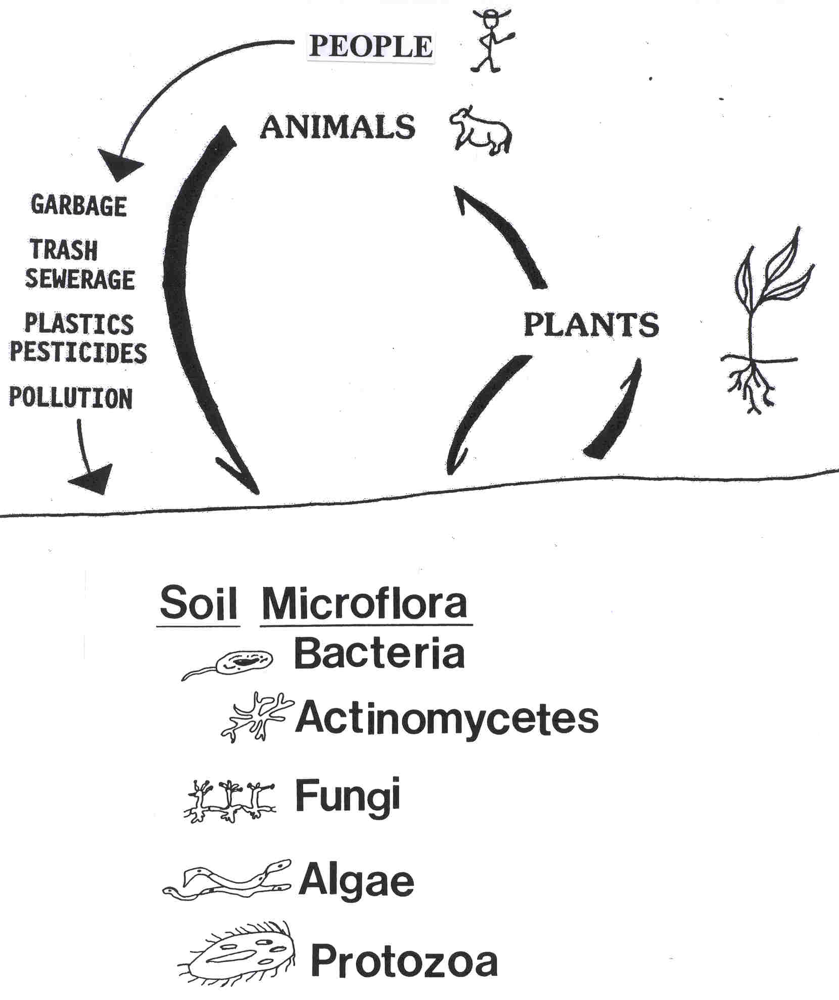 PEOPLE
ANIMALS
GARBAGE
TRASH
SEWERAGE
PLASTICS
PESTICIDES
POLLUTION
PLANTS
Soil Microflora
Bacteria
Actinomycetes
Fungi
Algae
Protozoa